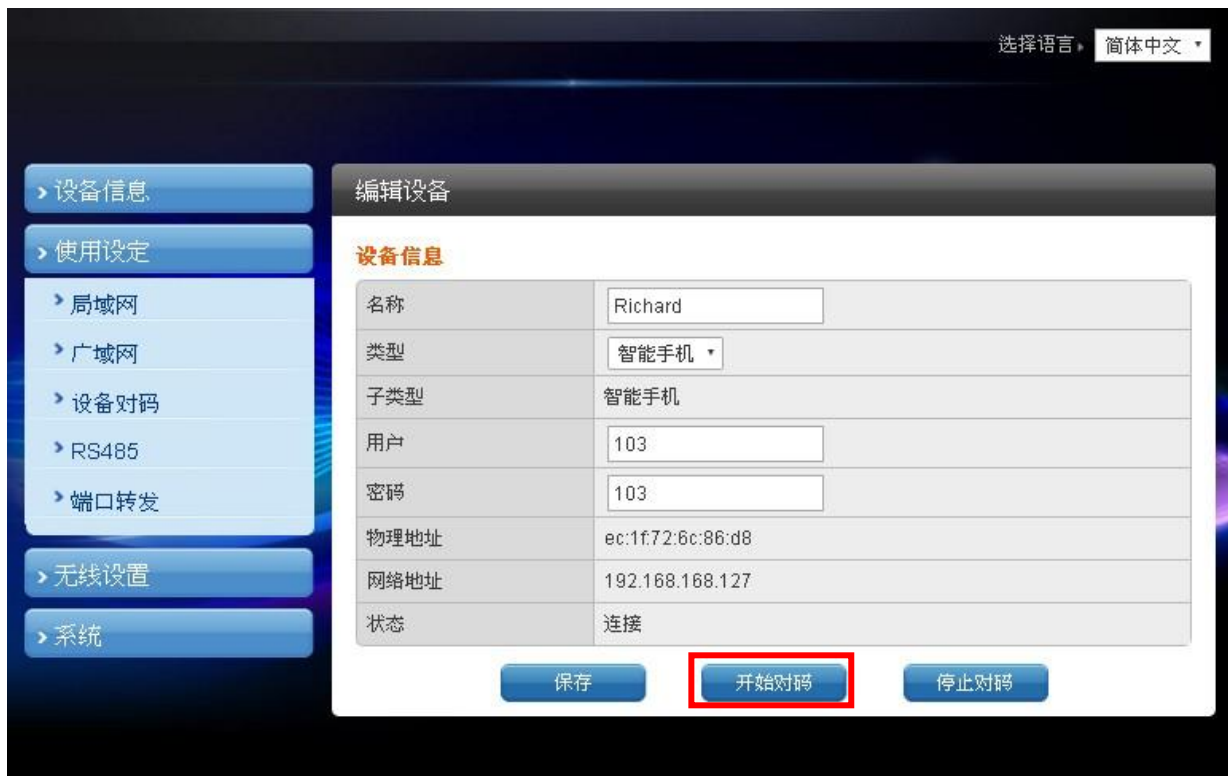 选择语言 简体中文
设备信息
使用设定
局域网
广域网
设备对码
RS485
端口转发
无线设置
系统
编辑设备
设备信息
名称 Richard
类型 智能手机
子类型 智能手机
用户 103
密码 103
物理地址 ec:1f:72:6c:86:d8
网络地址 192.168.168.127
状态 连接
保存 开始对码 停止对码